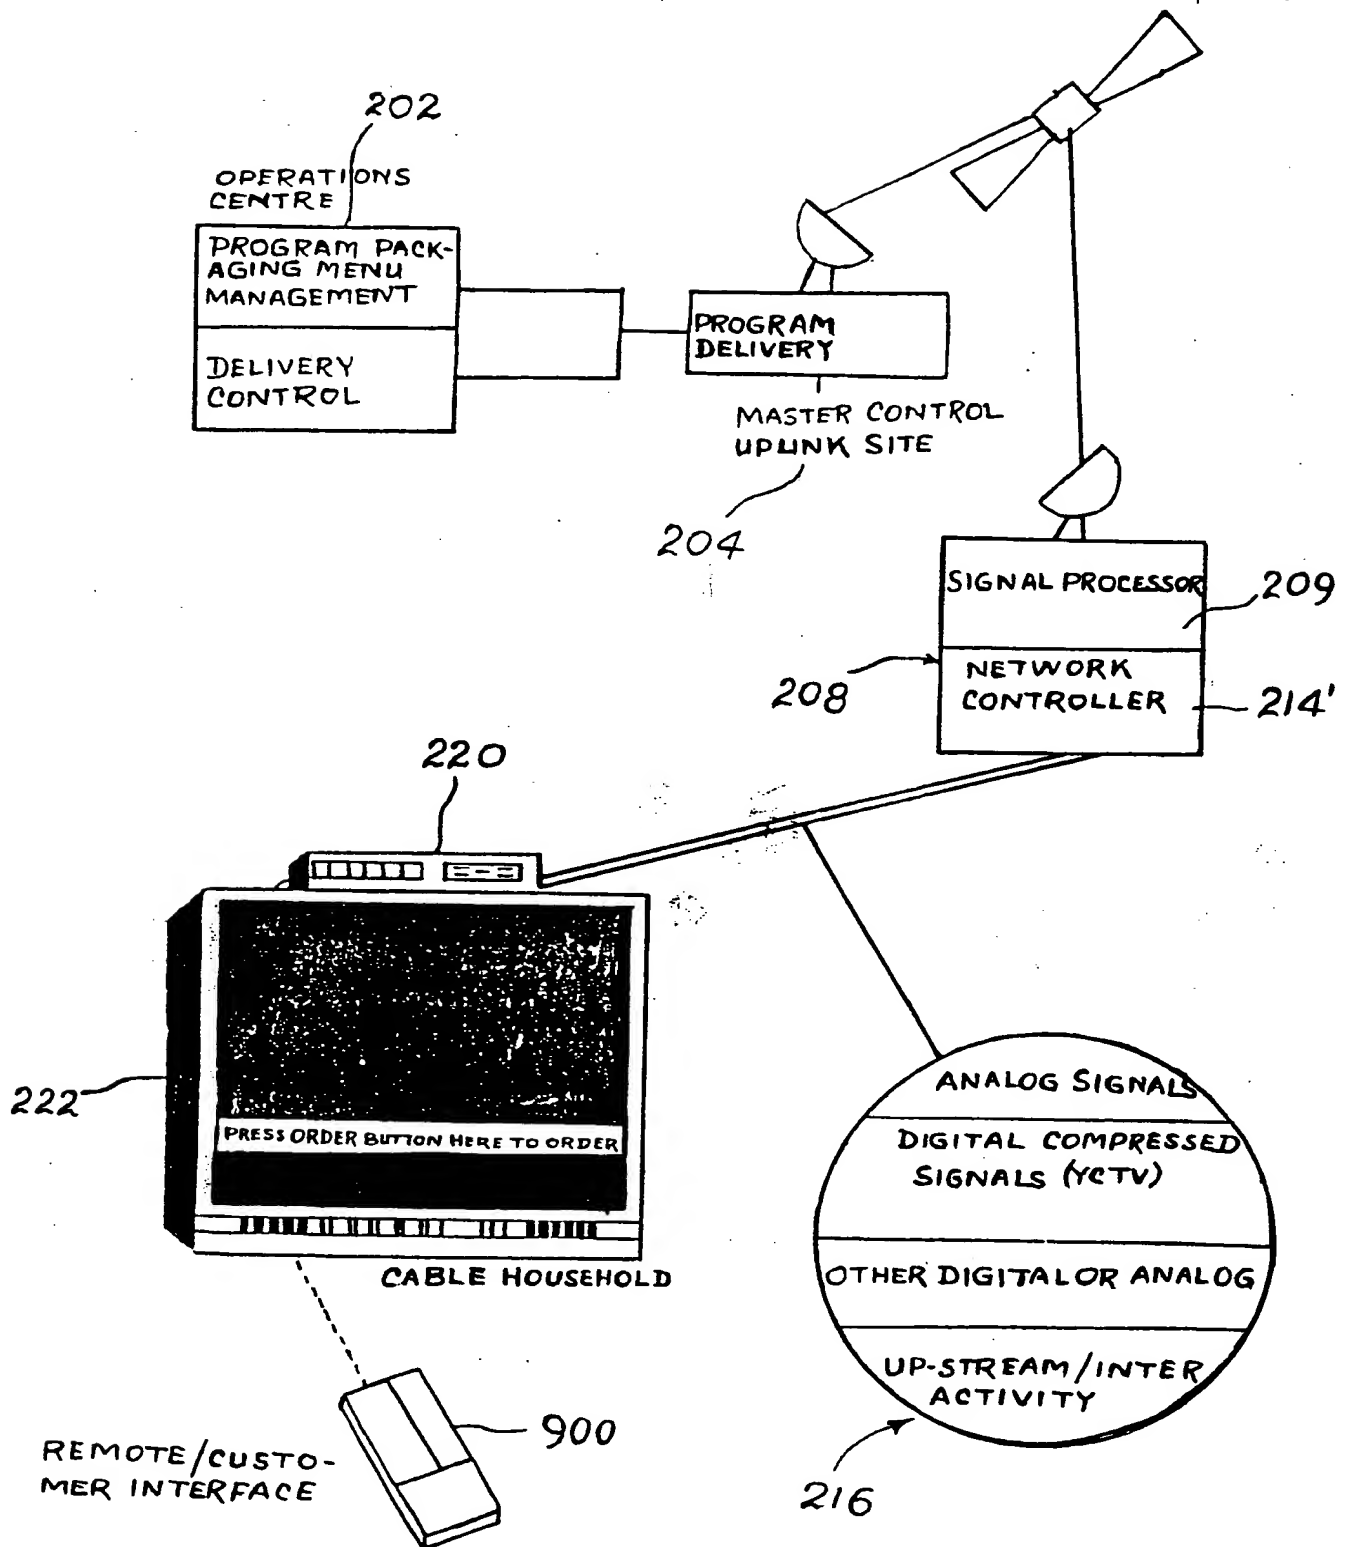 202
OPERATIONS
CENTRE
PROGRAM PACK-
AGING MENU
MANAGEMENT
DELIVERY
CONTROL
PROGRAM
DELIVERY
MASTER CONTROL
UPLINK SITE
204
SIGNAL PROCESSOR
209
208
NETWORK
CONTROLLER
214'
220
222
PRESS ORDER BUTTON HERE TO ORDER
CABLE HOUSEHOLD
ANALOG SIGNALS
DIGITAL COMPRESSED
SIGNALS (YCTV)
OTHER DIGITAL OR ANALOG
UP-STREAM/INTER
ACTIVITY
216
900
REMOTE/CUSTO-
MER INTERFACE